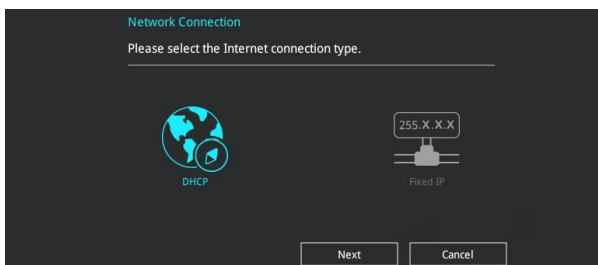 Network Connection
Please select the Internet connection type.
255.X.X.X
DHCP
Fixed IP
Next
Cancel